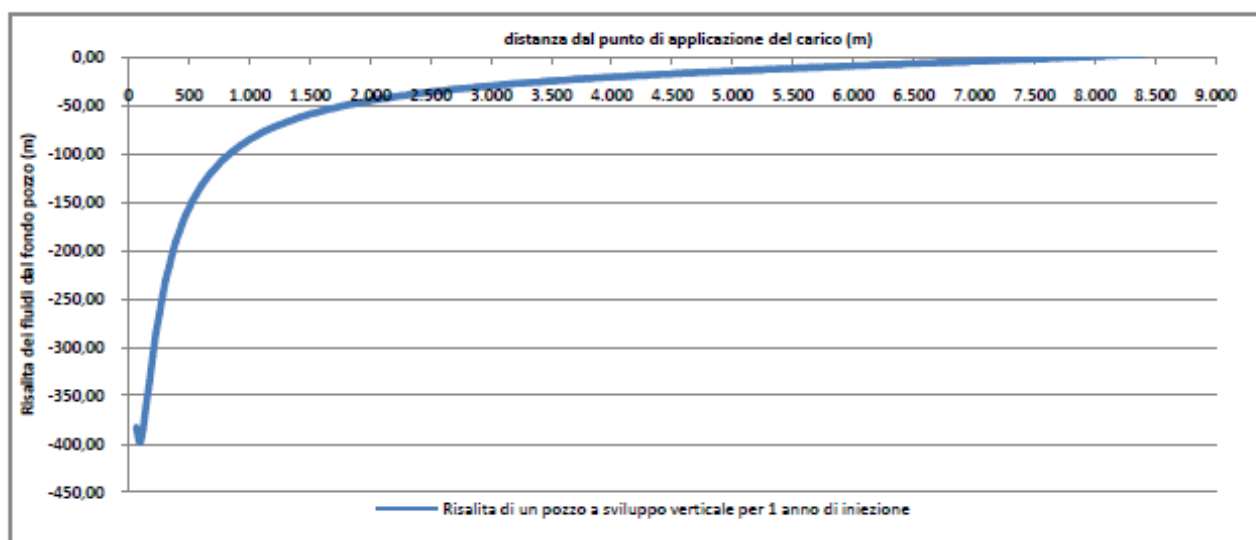 distanza dal punto di applicazione del carico (m)
0,00
0 500 1.000 1.500 2.000 2.500 3.000 3.500 4.000 4.500 5.000 5.500 6.000 6.500 7.000 7.500 8.000 8.500 9.000
-50,00
-100,00
-150,00
-200,00
-250,00
-300,00
-350,00
-400,00
-450,00
Risalita dei fluidi dal fondo pozzo (m)
Risalita di un pozzo a sviluppo verticale per 1 anno di iniezione